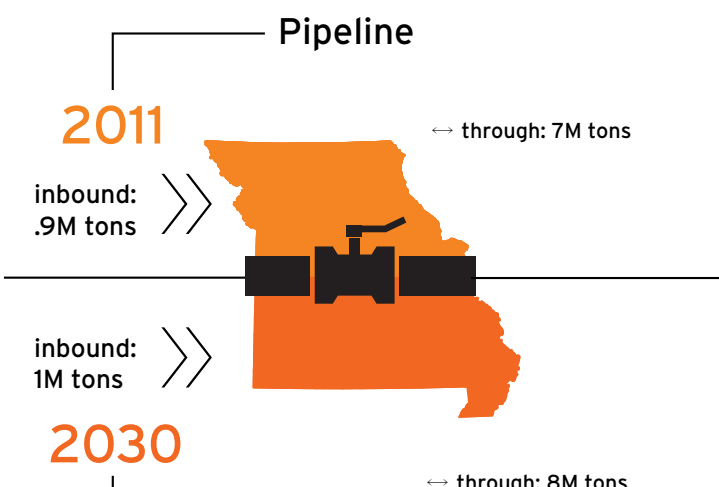 Pipeline
2011
↔ through: 7M tons
inbound:
.9M tons
inbound:
1M tons
2030
↔ through: 8M tons